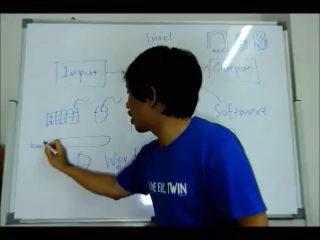 Intel
Input
Output
Software
Word
THE EVIL TWIN